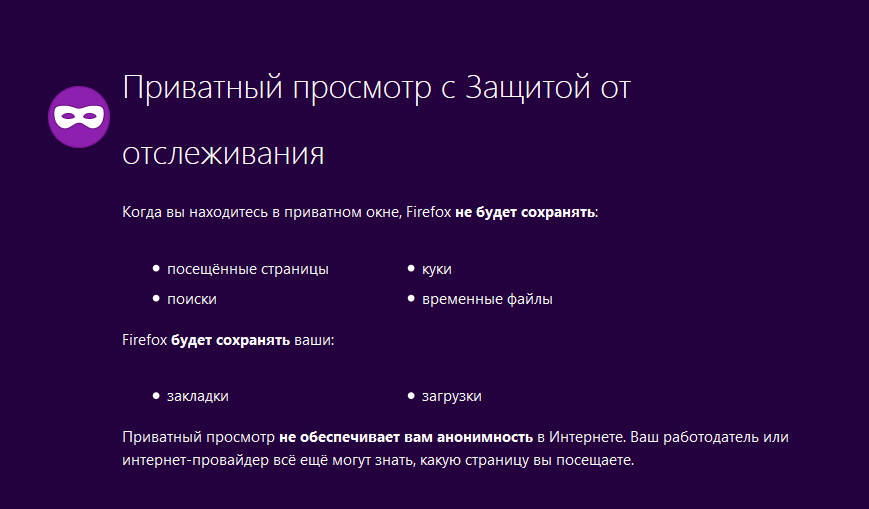 Приватный просмотр с Защитой от
отслеживания
Когда вы находитесь в приватном окне, Firefox не будет сохранять:
посещённые страницы
куки
поиски
временные файлы
Firefox будет сохранять ваши:
закладки
загрузки
Приватный просмотр не обеспечивает вам анонимность в Интернете. Ваш работодатель или
интернет-провайдер всё ещё могут знать, какую страницу вы посещаете.